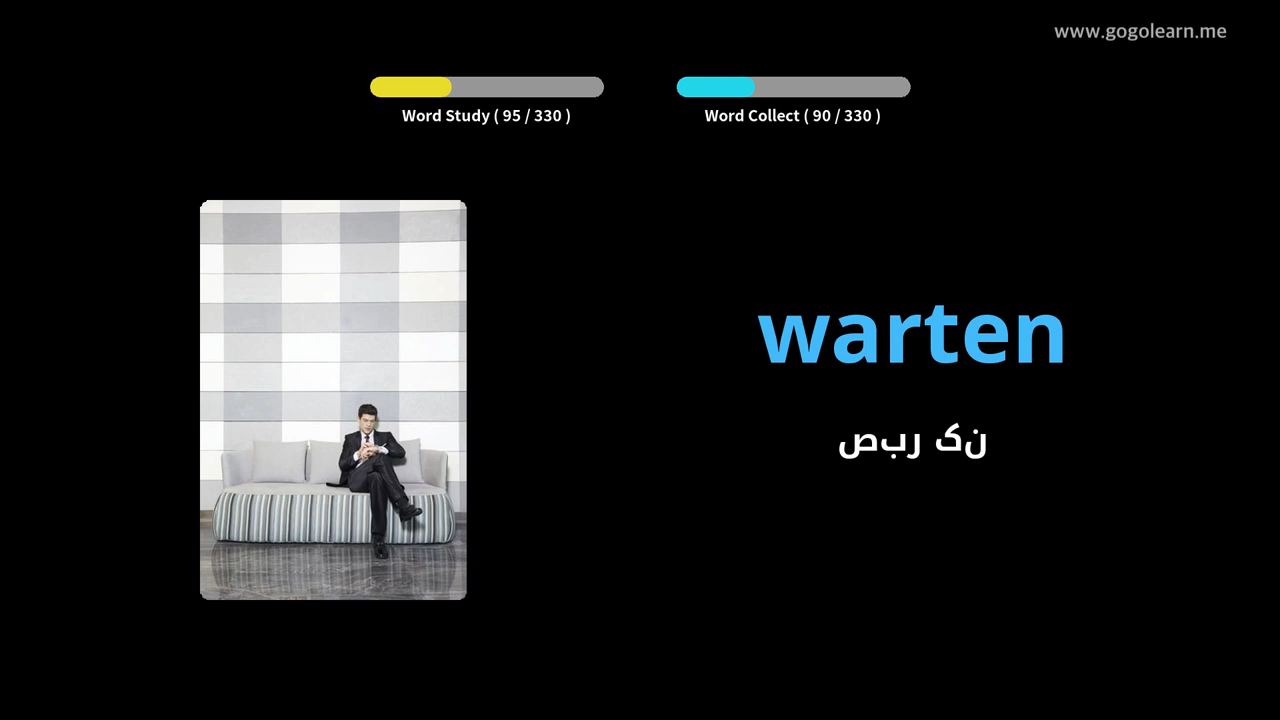 www.gogolearn.me
Word Study ( 95 / 330 )
Word Collect ( 90 / 330 )
warten
صبر کن